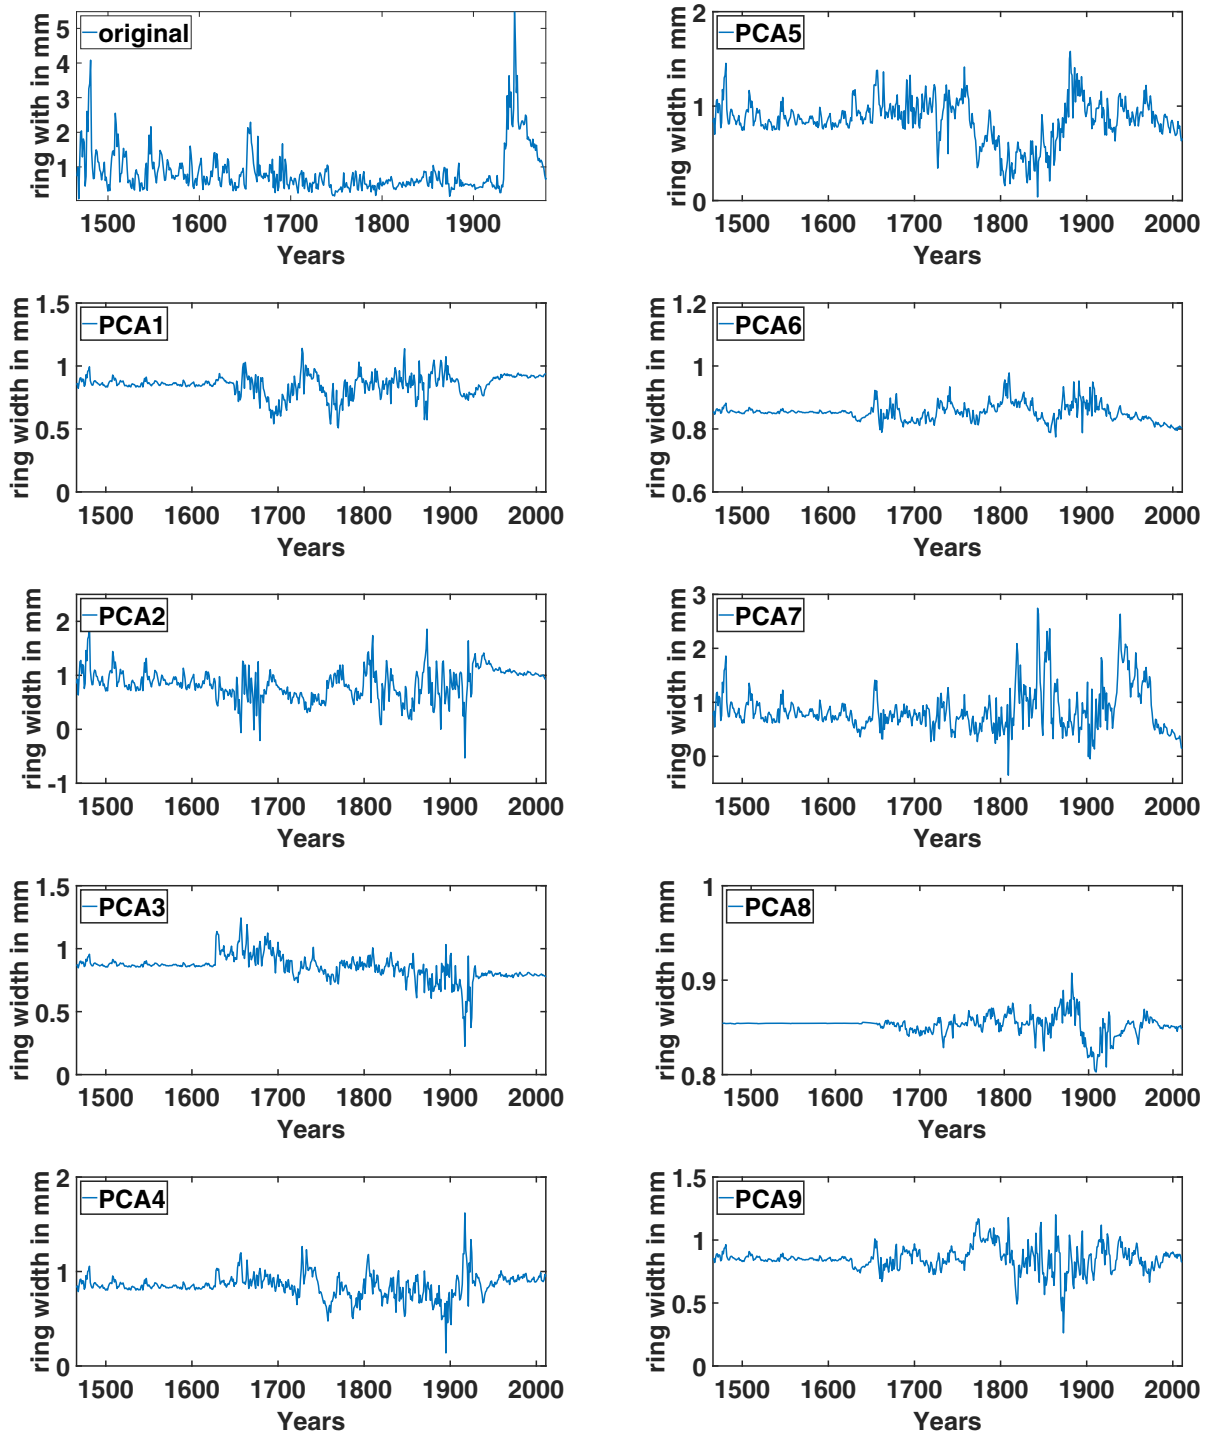 original
5
4
3
2
1
ring with in mm
1500 1600 1700 1800 1900
Years
PCA5
2
1
0
ring width in mm
1500 1600 1700 1800 1900 2000
Years
PCA1
1.5
1
0.5
0
ring width in mm
1500 1600 1700 1800 1900 2000
Years
PCA6
1.2
1
0.8
0.6
ring width in mm
1500 1600 1700 1800 1900 2000
Years
PCA2
2
1
0
-1
ring width in mm
1500 1600 1700 1800 1900 2000
Years
PCA7
3
2
1
0
ring width in mm
1500 1600 1700 1800 1900 2000
Years
PCA3
1.5
1
0.5
0
ring width in mm
1500 1600 1700 1800 1900 2000
Years
PCA8
1
0.9
0.8
ring width in mm
1500 1600 1700 1800 1900 2000
Years
PCA4
2
1
0
ring width in mm
1500 1600 1700 1800 1900 2000
Years
PCA9
1.5
1
0.5
0
ring width in mm
1500 1600 1700 1800 1900 2000
Years